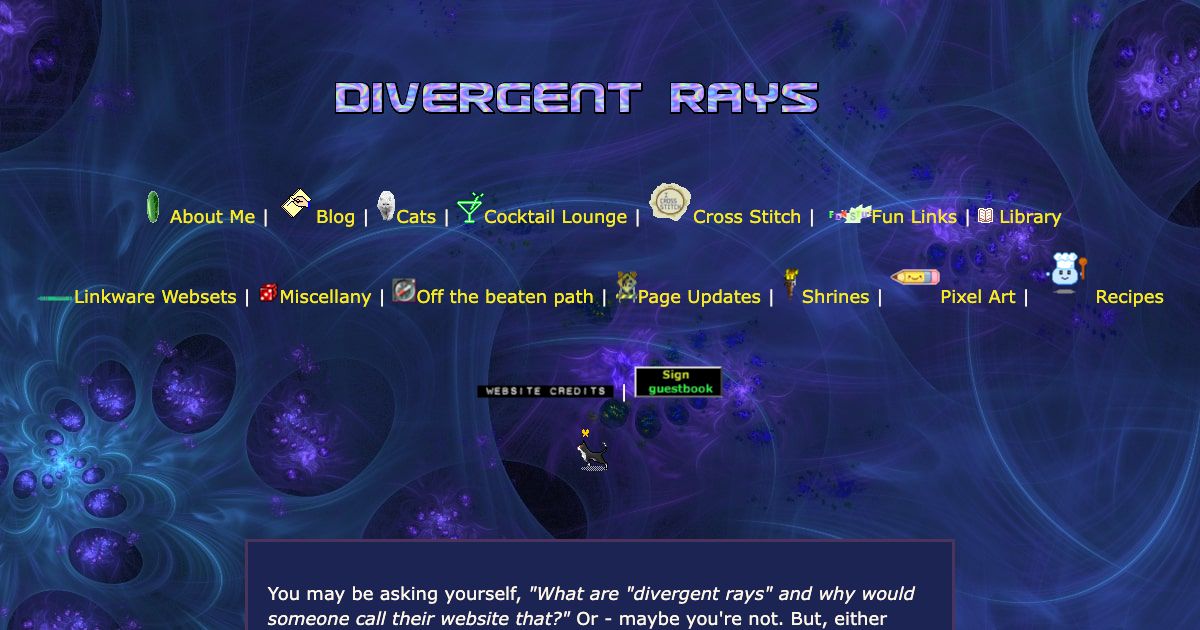 DIVERGENT RAYS
About Me | Blog | Cats | Cocktail Lounge | Cross Stitch | Fun Links | Library
Linkware Websets | Miscellany | Off the beaten path | Page Updates | Shrines | Pixel Art | Recipes
WEBSITE CREDITS | Sign
guestbook
You may be asking yourself, "What are "divergent rays" and why would
someone call their website that?" Or - maybe you're not. But, either